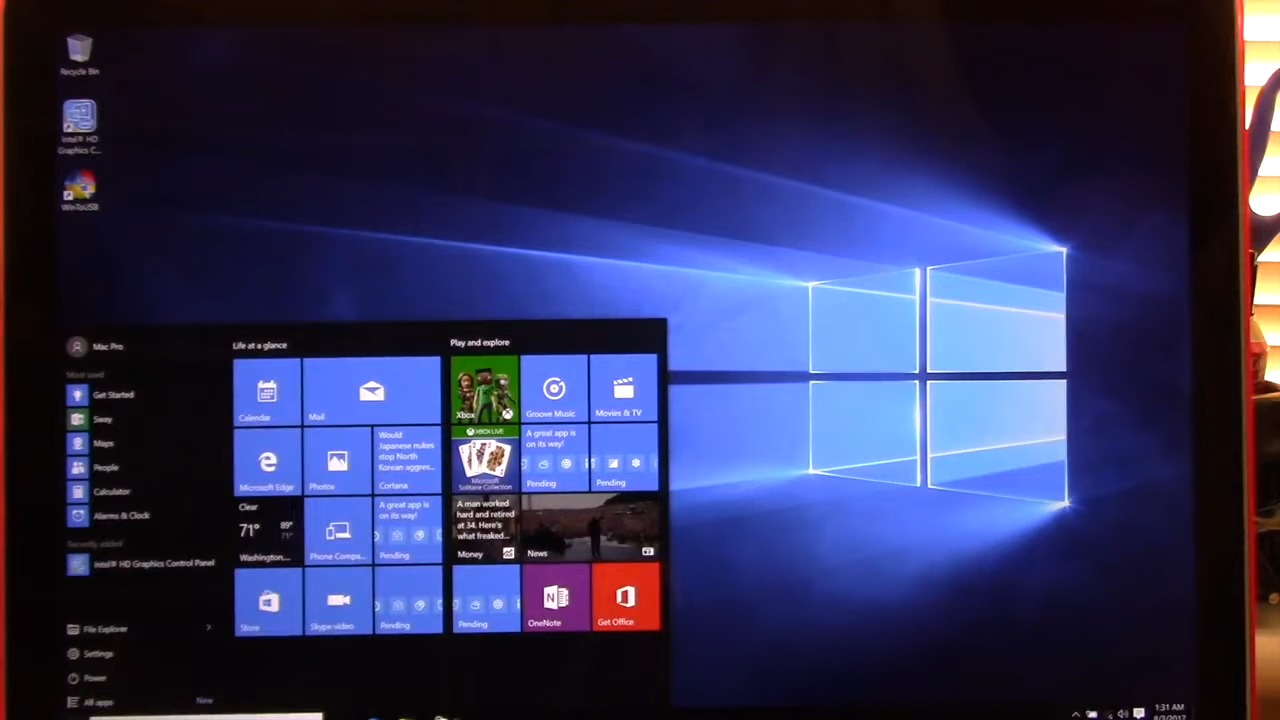 Recycle Bin
Intel® HD
Graphics C...
WinToUSB
Mac Pro
Most used
Get Started
Sway
Maps
People
Calculator
Alarms & Clock
Recently added
Intel® HD Graphics Control Panel
File Explorer
Settings
Power
All apps
New
Life at a glance
Calendar
Mail
Microsoft Edge
Photos
Would
Japanese nukes
stop North
Korean aggres...
Cortana
Clear
71°
89°
71°
Washington,...
Phone Compa...
A great app is
on its way!
Pending
Store
Skype video
Pending
Play and explore
Xbox
Groove Music
Movies & TV
XBOX LIVE
Microsoft
Solitaire Collection
A great app is
on its way!
Pending
Pending
A man worked
hard and retired
at 34. Here's
what freaked...
Money
News
Pending
OneNote
Get Office
1:31 AM